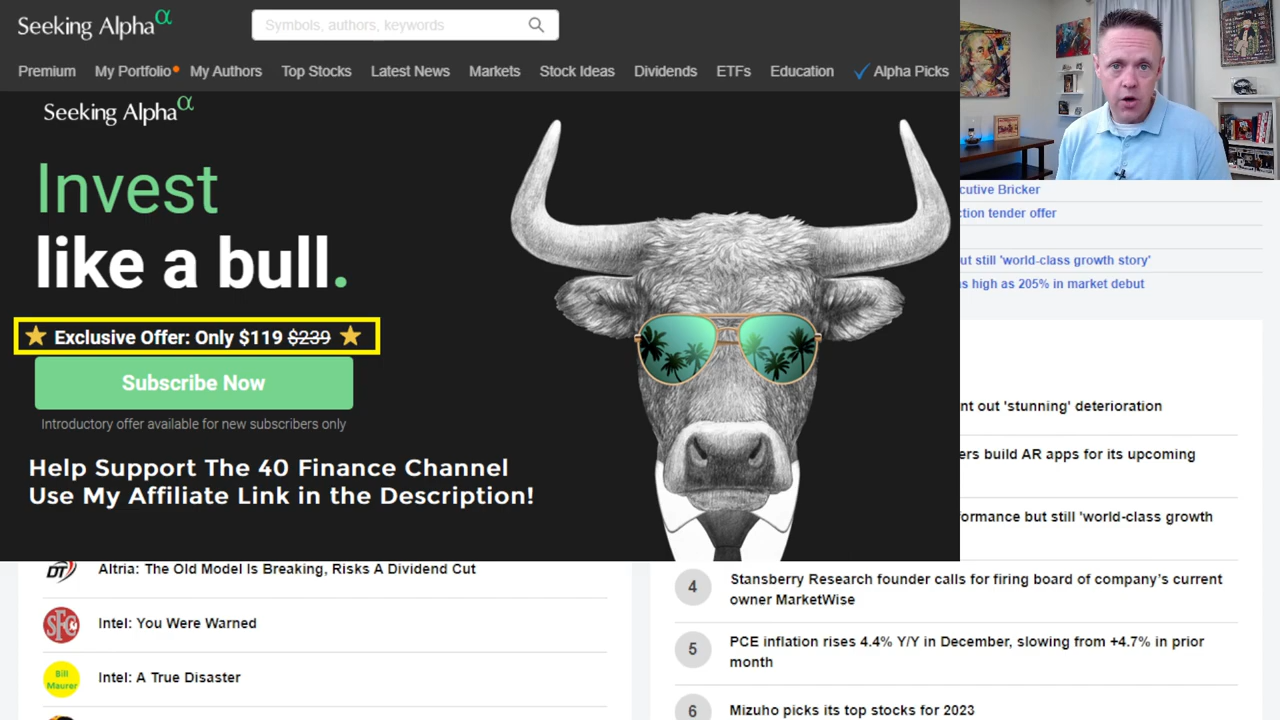 Seeking Alpha α
Symbols, authors, keywords
Premium My Portfolio My Authors Top Stocks Latest News Markets Stock Ideas Dividends ETFs Education Alpha Picks
Seeking Alpha α
Invest
like a bull.
Exclusive Offer: Only $119 $239
Subscribe Now
Introductory offer available for new subscribers only
Help Support The 40 Finance Channel
Use My Affiliate Link in the Description!
Bricker
tender offer
but still 'world-class growth story'
high as 205% in market debut
out 'stunning' deterioration
build AR apps for its upcoming
but still 'world-class growth
DT
Altria: The Old Model Is Breaking, Risks A Dividend Cut
SFC
Intel: You Were Warned
Bill
Maurer
Intel: A True Disaster
4
Stansberry Research founder calls for firing board of company's current
owner MarketWise
5
PCE inflation rises 4.4% Y/Y in December, slowing from +4.7% in prior
month
6
Mizuho picks its top stocks for 2023